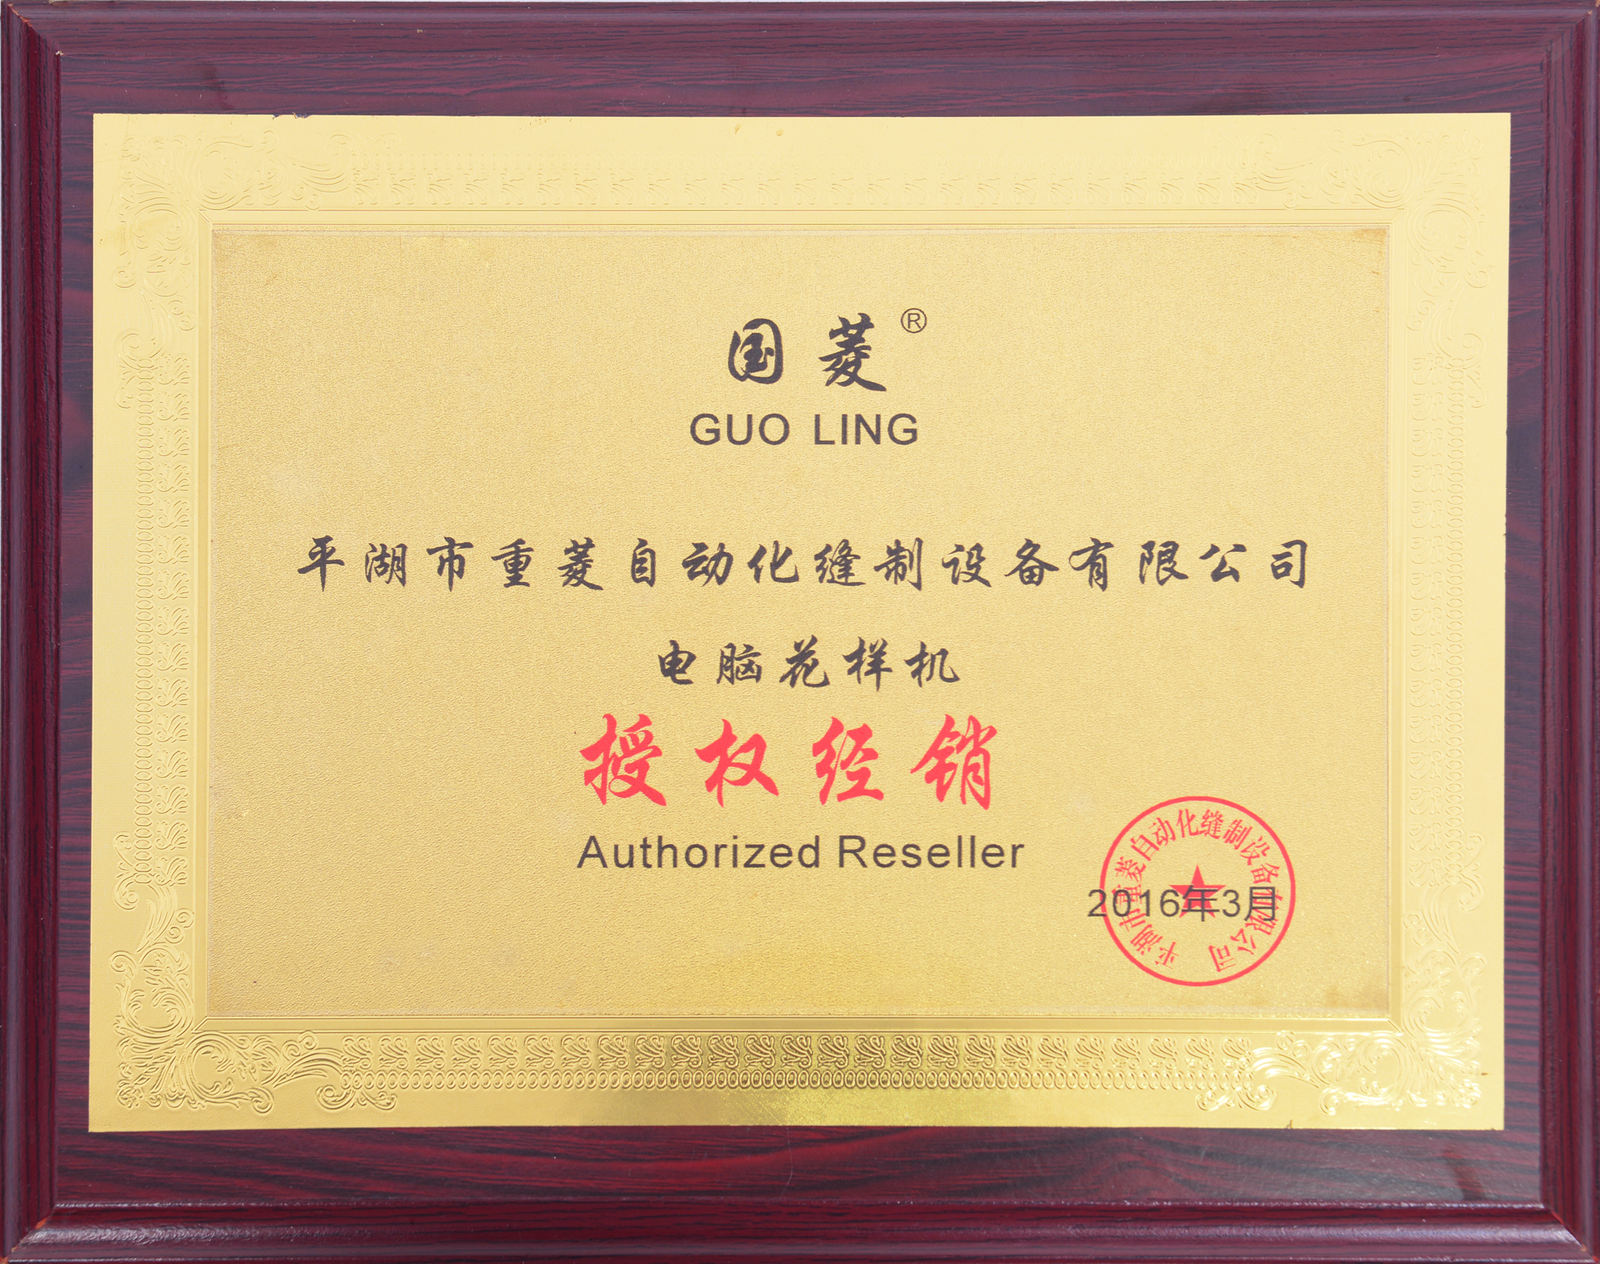 国菱®
GUO LING
平湖市重菱自动化缝制设备有限公司
电脑花样机
授权经销
Authorized Reseller
平湖市重菱自动化缝制设备有限公司
2016年3月